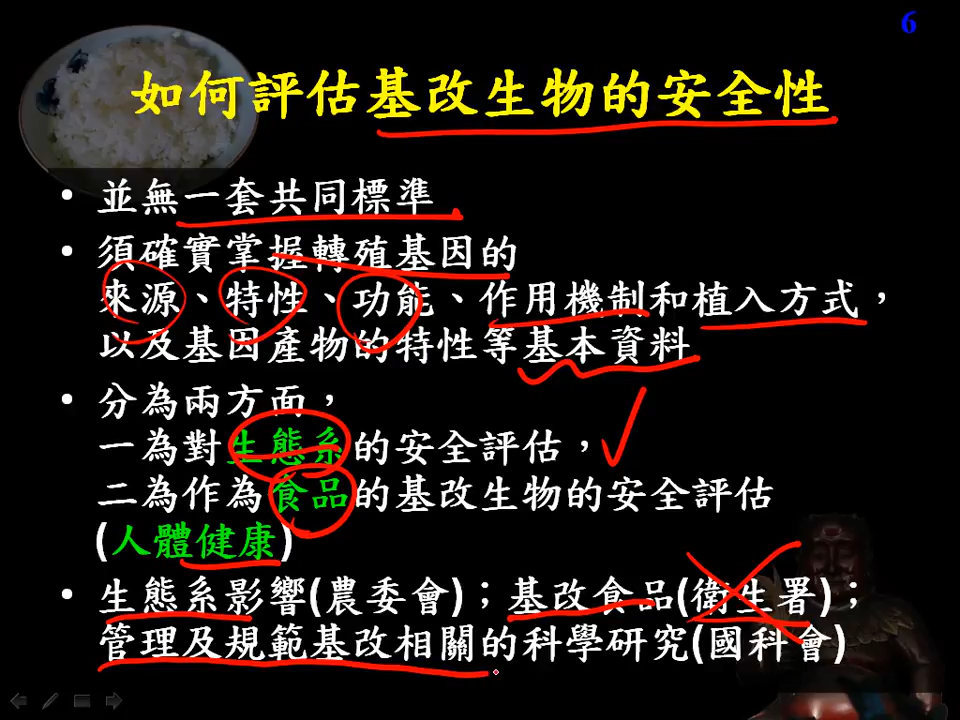 6
如何評估基改生物的安全性
• 並無一套共同標準
• 須確實掌握轉殖基因的
來源、特性、功能、作用機制和植入方式，
以及基因產物的特性等基本資料
• 分為兩方面，
一為對生態系的安全評估，
二為作為食品的基改生物的安全評估
(人體健康)
• 生態系影響(農委會)；基改食品(衛生署)；
管理及規範基改相關的科學研究(國科會)